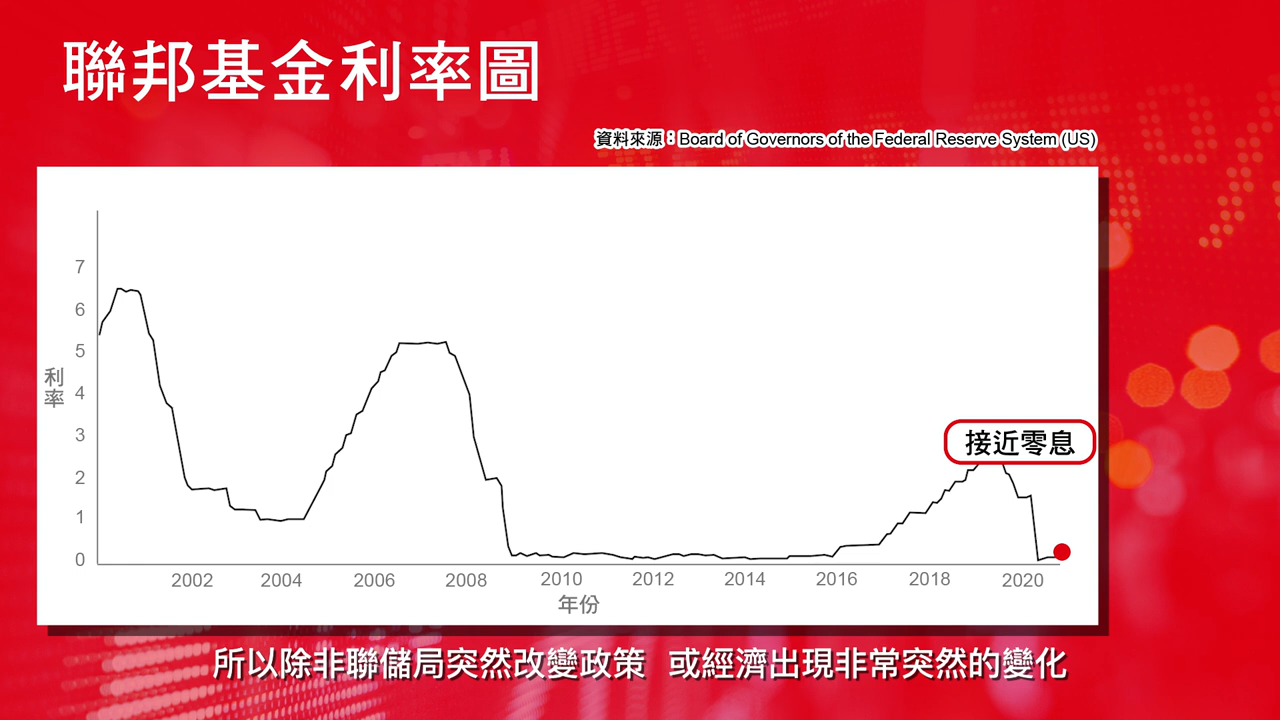 聯邦基金利率圖
資料來源：Board of Governors of the Federal Reserve System (US)
7
6
5
4
3
2
1
0
利率
接近零息
2002 2004 2006 2008 2010 2012 2014 2016 2018 2020
年份
所以除非聯儲局突然改變政策 或經濟出現非常突然的變化